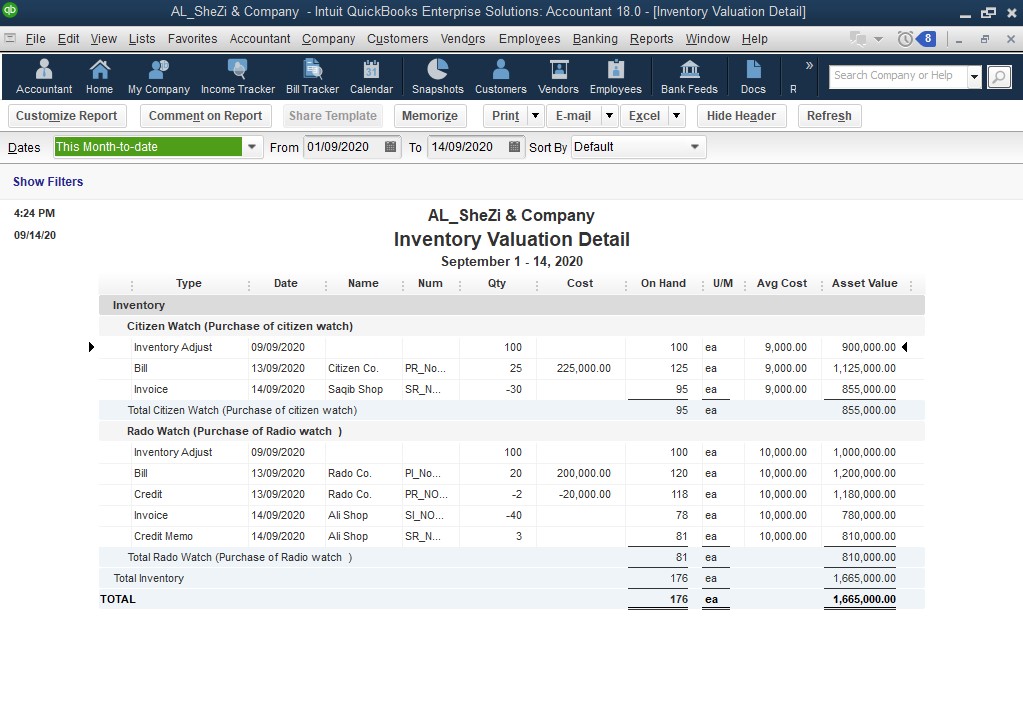 qb AL_SheZi & Company - Intuit QuickBooks Enterprise Solutions: Accountant 18.0 - [Inventory Valuation Detail]
File Edit View Lists Favorites Accountant Company Customers Vendors Employees Banking Reports Window Help 8
31
Accountant Home My Company Income Tracker Bill Tracker Calendar Snapshots Customers Vendors Employees Bank Feeds Docs R » Search Company or Help
Customize Report Comment on Report Share Template Memorize Print E-mail Excel Hide Header Refresh
Dates This Month-to-date From 01/09/2020 To 14/09/2020 Sort By Default
Show Filters
4:24 PM
09/14/20
AL_SheZi & Company
Inventory Valuation Detail
September 1 - 14, 2020
Type Date Name Num Qty Cost On Hand U/M Avg Cost Asset Value
Inventory
Citizen Watch (Purchase of citizen watch)
Inventory Adjust 09/09/2020 100 100 ea 9,000.00 900,000.00
Bill 13/09/2020 Citizen Co. PR_No... 25 225,000.00 125 ea 9,000.00 1,125,000.00
Invoice 14/09/2020 Saqib Shop SR_N... -30 95 ea 9,000.00 855,000.00
Total Citizen Watch (Purchase of citizen watch) 95 ea 855,000.00
Rado Watch (Purchase of Radio watch )
Inventory Adjust 09/09/2020 100 100 ea 10,000.00 1,000,000.00
Bill 13/09/2020 Rado Co. PI_No... 20 200,000.00 120 ea 10,000.00 1,200,000.00
Credit 13/09/2020 Rado Co. PR_NO... -2 -20,000.00 118 ea 10,000.00 1,180,000.00
Invoice 14/09/2020 Ali Shop SI_NO... -40 78 ea 10,000.00 780,000.00
Credit Memo 14/09/2020 Ali Shop SR_N... 3 81 ea 10,000.00 810,000.00
Total Rado Watch (Purchase of Radio watch ) 81 ea 810,000.00
Total Inventory 176 ea 1,665,000.00
TOTAL 176 ea 1,665,000.00